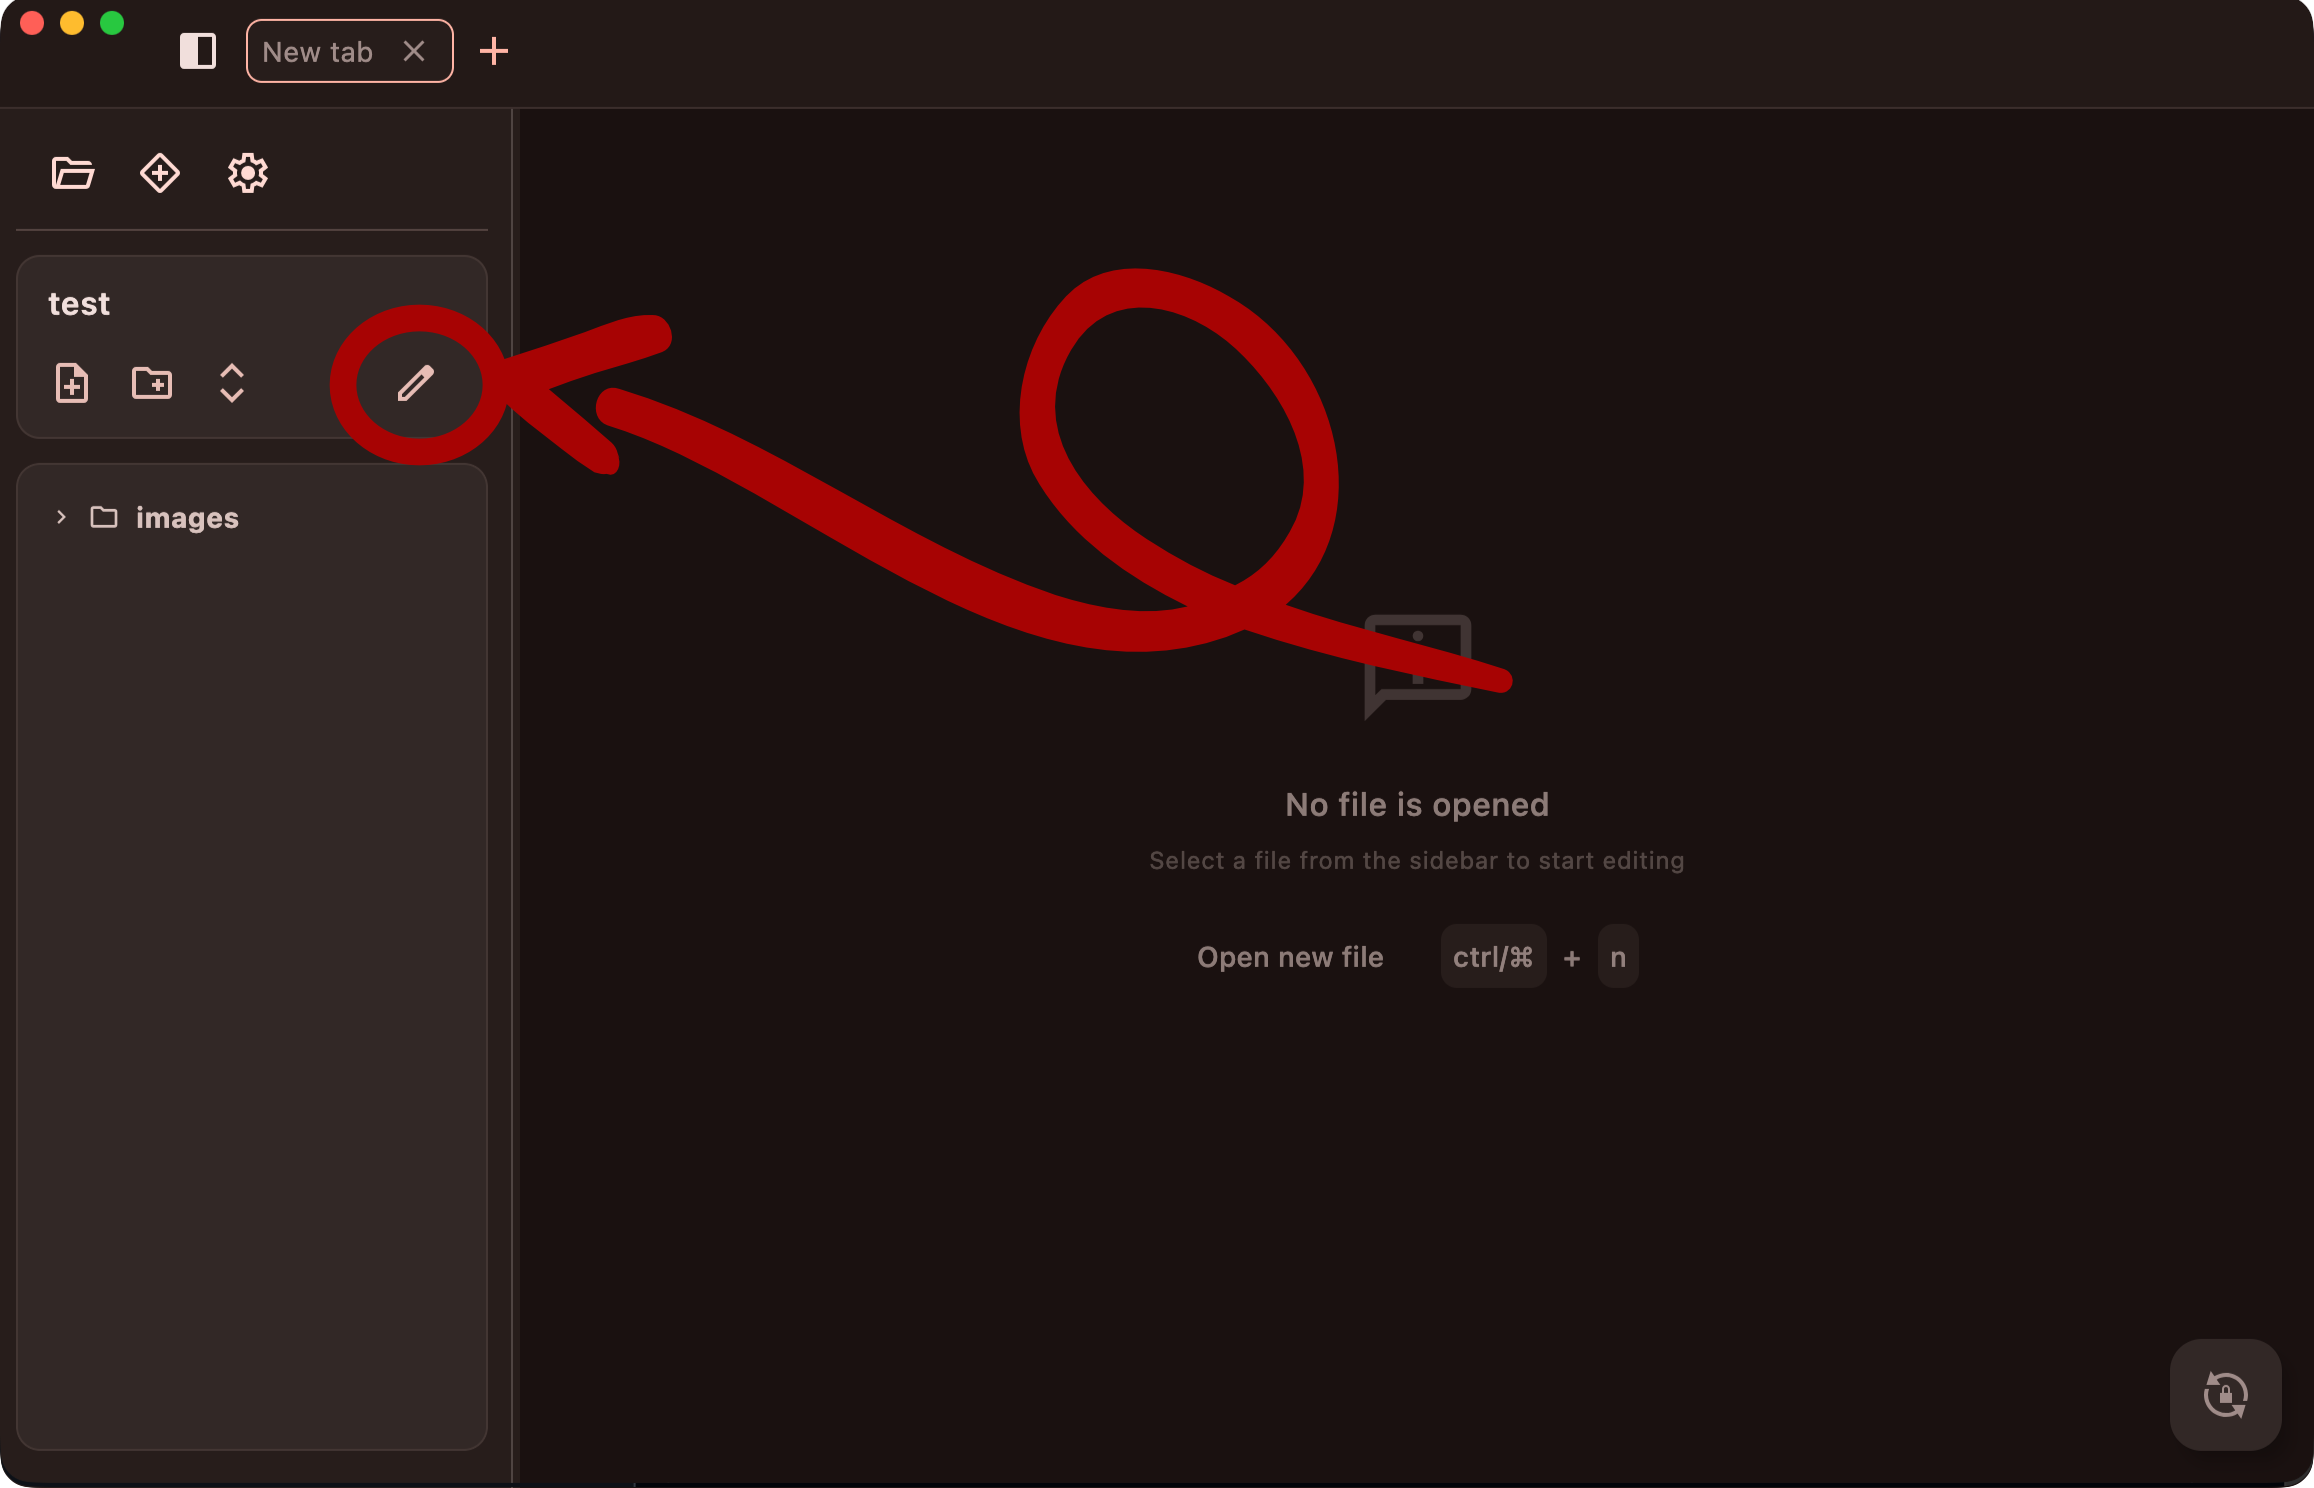 New tab
test
images
No file is opened
Select a file from the sidebar to start editing
Open new file ctrl/⌘ + n